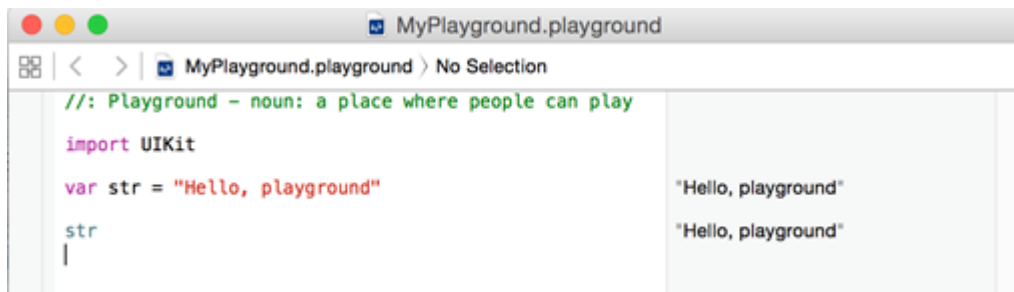 MyPlayground.playground
MyPlayground.playground 〉 No Selection
//: Playground – noun: a place where people can play
import UIKit
var str = "Hello, playground" "Hello, playground"
str "Hello, playground"